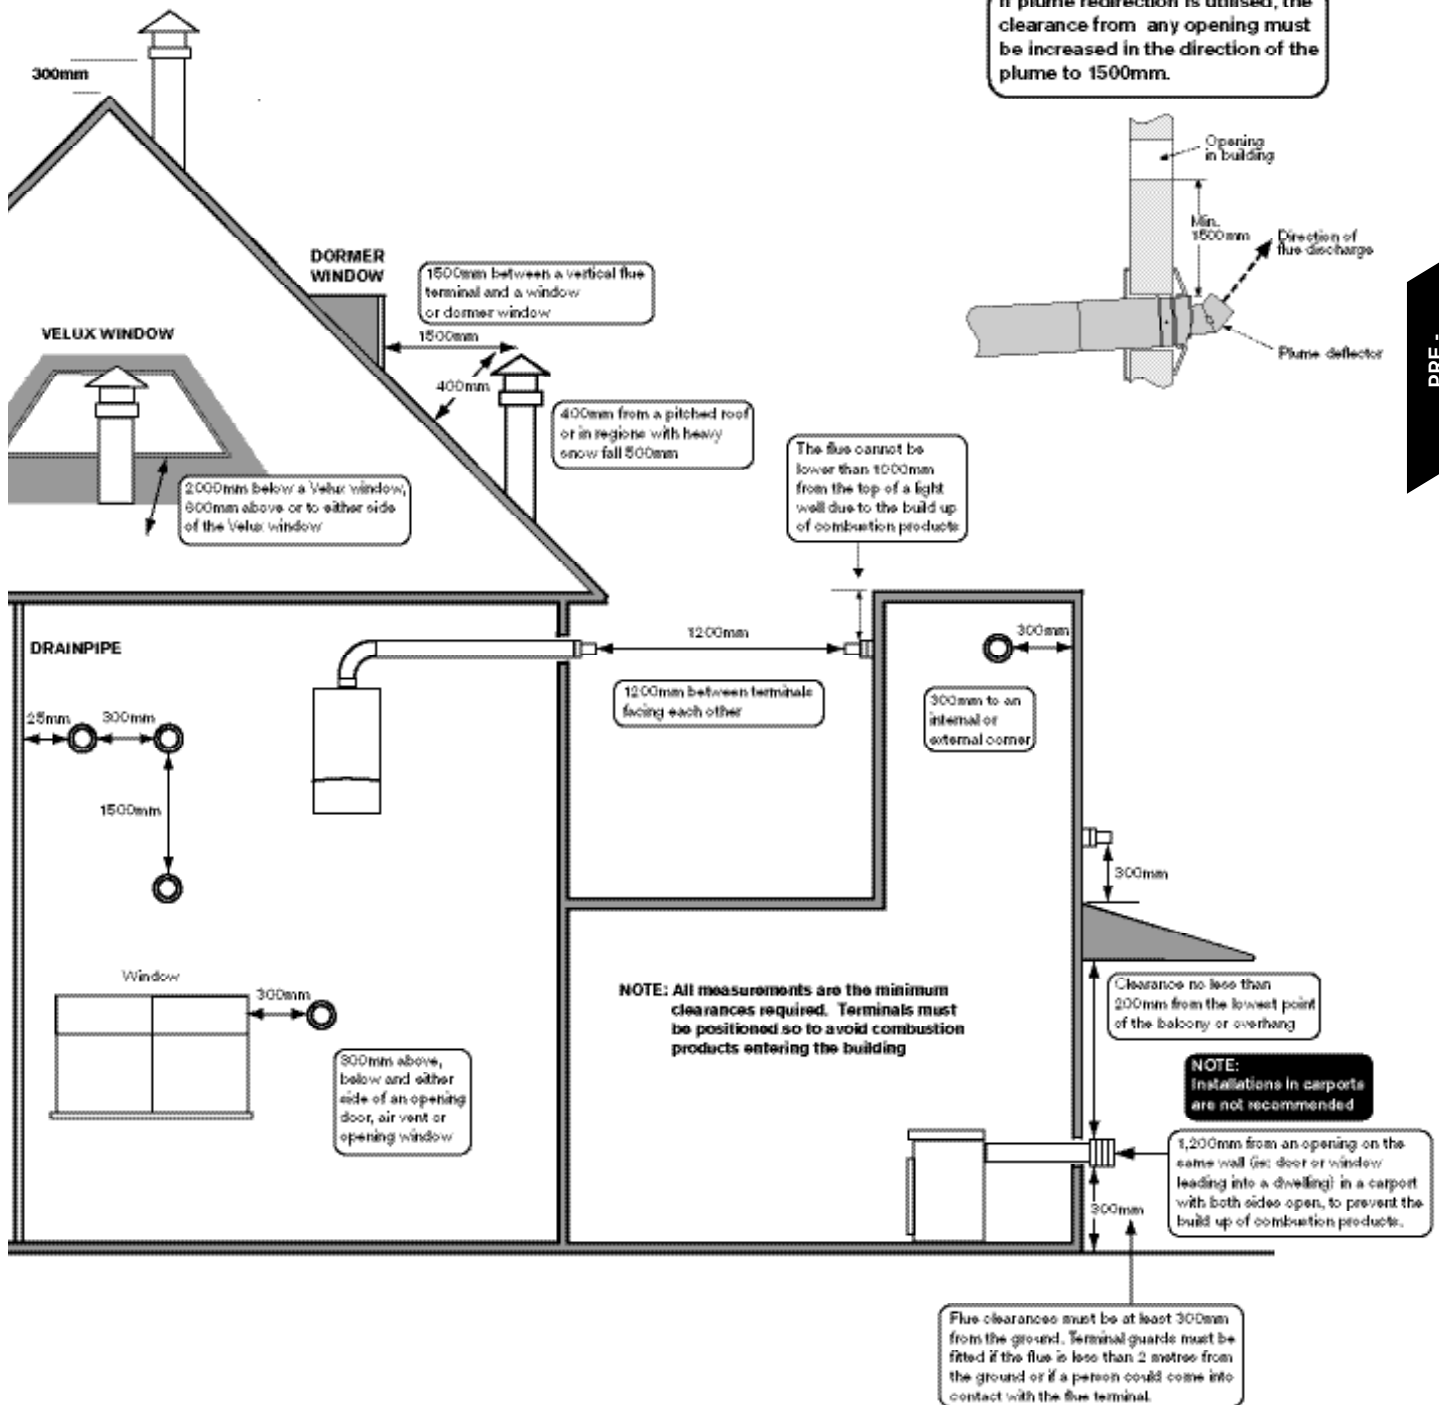 If plume redirection is utilised, the
clearance from any opening must
be increased in the direction of the
plume to 1500mm.
300mm
Opening
in building
Min.
1500mm
Direction of
flue discharge
Plume deflector
PRE -
DORMER
WINDOW
1500mm between a vertical flue
terminal and a window
or dormer window
1500mm
400mm
VELUX WINDOW
400mm from a pitched roof
or in regions with heavy
snow fall 500mm
The flue cannot be
lower than 1000mm
from the top of a light
well due to the build up
of combustion products
2000mm below a Velux window,
600mm above or to either side
of the Velux window
DRAINPIPE
1200mm
300mm
1200mm between terminals
facing each other
300mm to an
internal or
external corner
25mm
300mm
1500mm
300mm
Window
300mm
NOTE: All measurements are the minimum
clearances required. Terminals must
be positioned so to avoid combustion
products entering the building
Clearance no less than
200mm from the lowest point
of the balcony or overhang
300mm above,
below and either
side of an opening
door, air vent or
opening window
NOTE:
Installations in carports
are not recommended
1,200mm from an opening on the
same wall (ie: door or window
leading into a dwelling) in a carport
with both sides open, to prevent the
build up of combustion products.
300mm
Flue clearances must be at least 300mm
from the ground. Terminal guards must be
fitted if the flue is less than 2 metres from
the ground or if a person could come into
contact with the flue terminal.